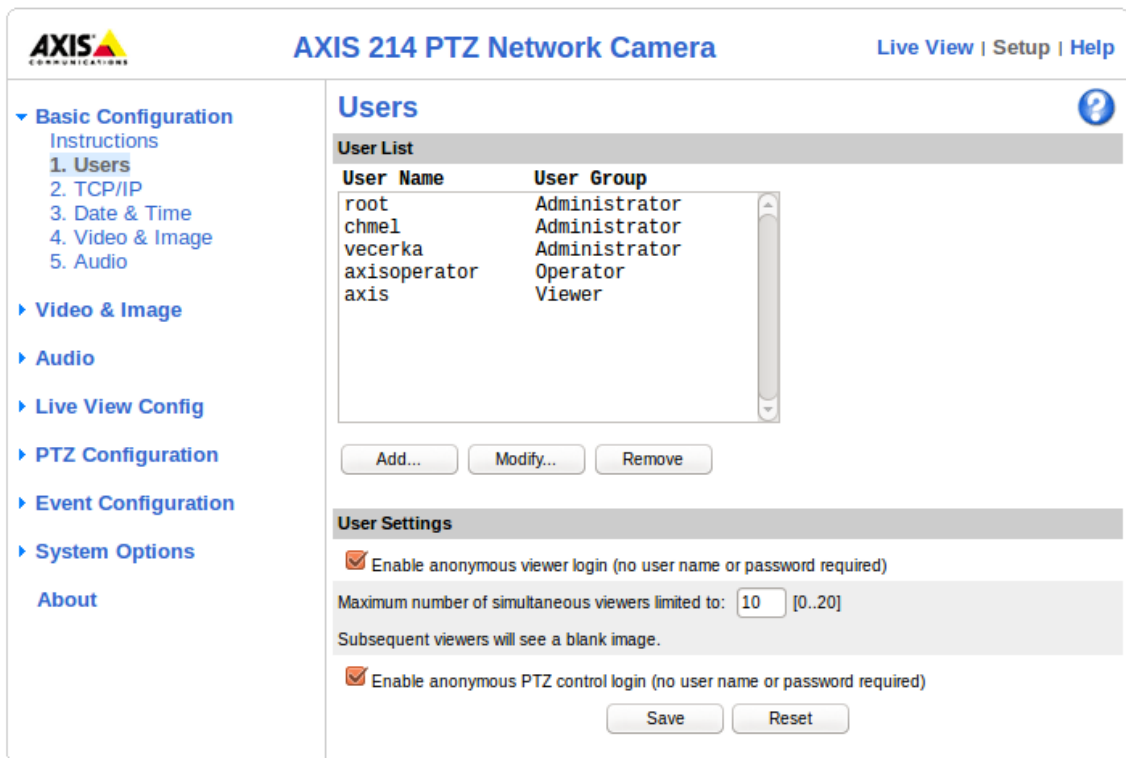 AXIS
COMMUNICATIONS
AXIS 214 PTZ Network Camera
Live View | Setup | Help
Basic Configuration
Instructions
1. Users
2. TCP/IP
3. Date & Time
4. Video & Image
5. Audio
Video & Image
Audio
Live View Config
PTZ Configuration
Event Configuration
System Options
About
Users
?
User List
User Name User Group
root Administrator
chmel Administrator
vecerka Administrator
axisoperator Operator
axis Viewer
Add... Modify... Remove
User Settings
Enable anonymous viewer login (no user name or password required)
Maximum number of simultaneous viewers limited to: 10 [0..20]
Subsequent viewers will see a blank image.
Enable anonymous PTZ control login (no user name or password required)
Save Reset